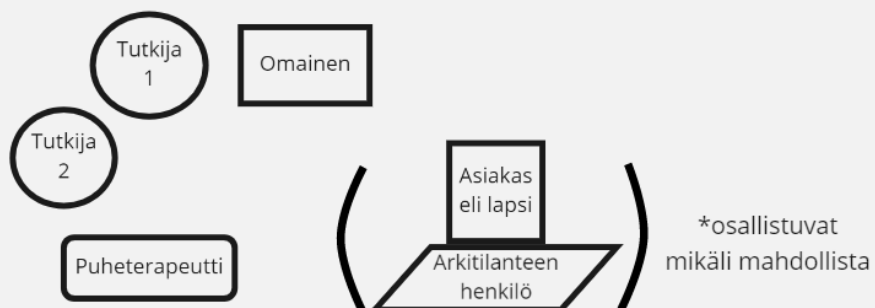 Tutkija
1
Omainen
Tutkija
2
Asiakas
eli lapsi
*osallistuvat
mikäli mahdollista
Puheterapeutti
Arkitilanteen
henkilö